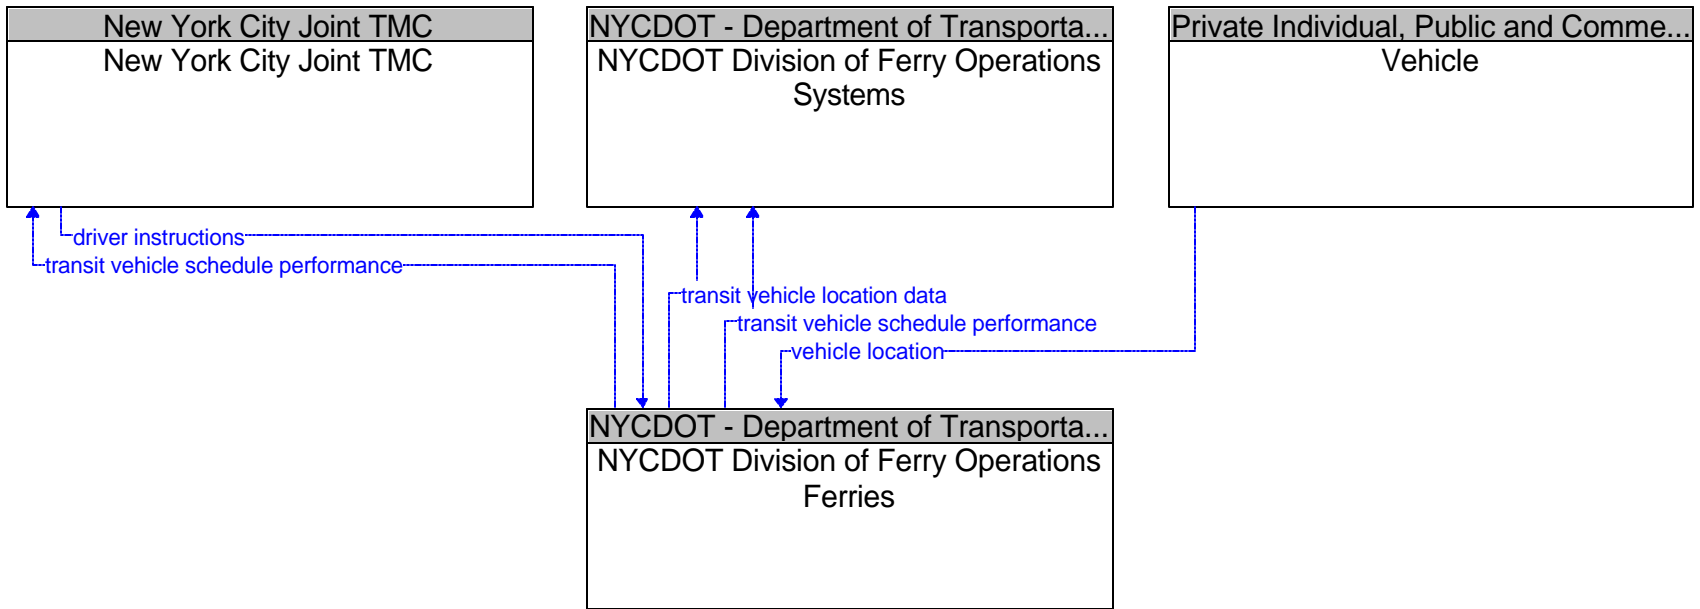 New York City Joint TMC
New York City Joint TMC
NYCDOT - Department of Transporta...
NYCDOT Division of Ferry Operations
Systems
Private Individual, Public and Comme...
Vehicle
driver instructions
transit vehicle schedule performance
transit vehicle location data
transit vehicle schedule performance
vehicle location
NYCDOT - Department of Transporta...
NYCDOT Division of Ferry Operations
Ferries